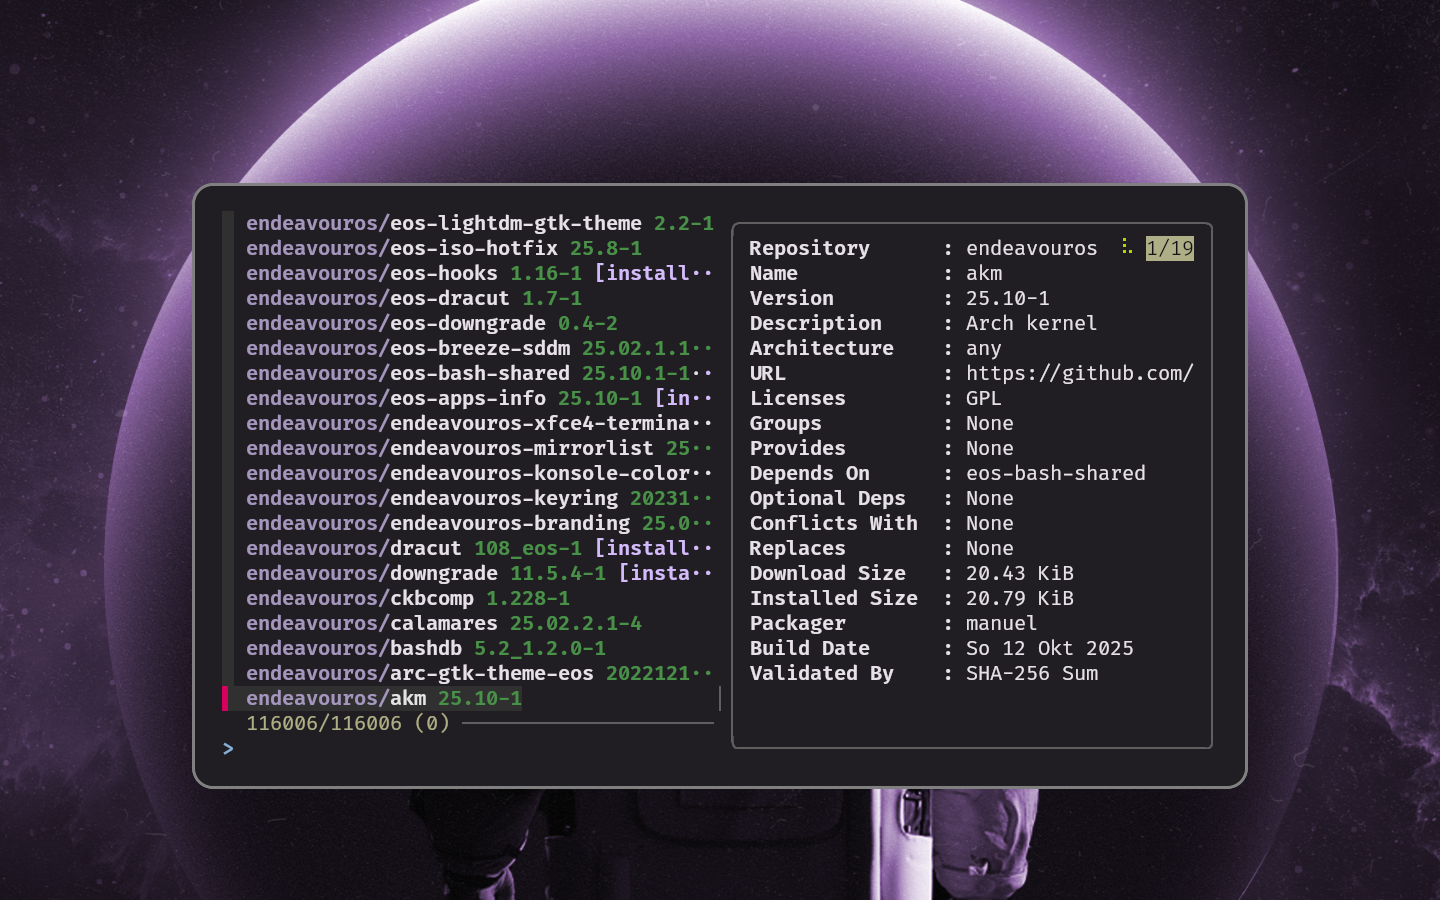 endeavouros/eos-lightdm-gtk-theme 2.2-1
endeavouros/eos-iso-hotfix 25.8-1
endeavouros/eos-hooks 1.16-1 [install··
endeavouros/eos-dracut 1.7-1
endeavouros/eos-downgrade 0.4-2
endeavouros/eos-breeze-sddm 25.02.1.1··
endeavouros/eos-bash-shared 25.10.1-1··
endeavouros/eos-apps-info 25.10-1 [in··
endeavouros/endeavouros-xfce4-termina··
endeavouros/endeavouros-mirrorlist 25··
endeavouros/endeavouros-konsole-color··
endeavouros/endeavouros-keyring 20231··
endeavouros/endeavouros-branding 25.0··
endeavouros/dracut 108_eos-1 [install··
endeavouros/downgrade 11.5.4-1 [insta··
endeavouros/ckbcomp 1.228-1
endeavouros/calamares 25.02.2.1-4
endeavouros/bashdb 5.2_1.2.0-1
endeavouros/arc-gtk-theme-eos 2022121··
endeavouros/akm 25.10-1
116006/116006 (0)
>
Repository : endeavouros 1/19
Name : akm
Version : 25.10-1
Description : Arch kernel
Architecture : any
URL : https://github.com/
Licenses : GPL
Groups : None
Provides : None
Depends On : eos-bash-shared
Optional Deps : None
Conflicts With : None
Replaces : None
Download Size : 20.43 KiB
Installed Size : 20.79 KiB
Packager : manuel
Build Date : So 12 Okt 2025
Validated By : SHA-256 Sum